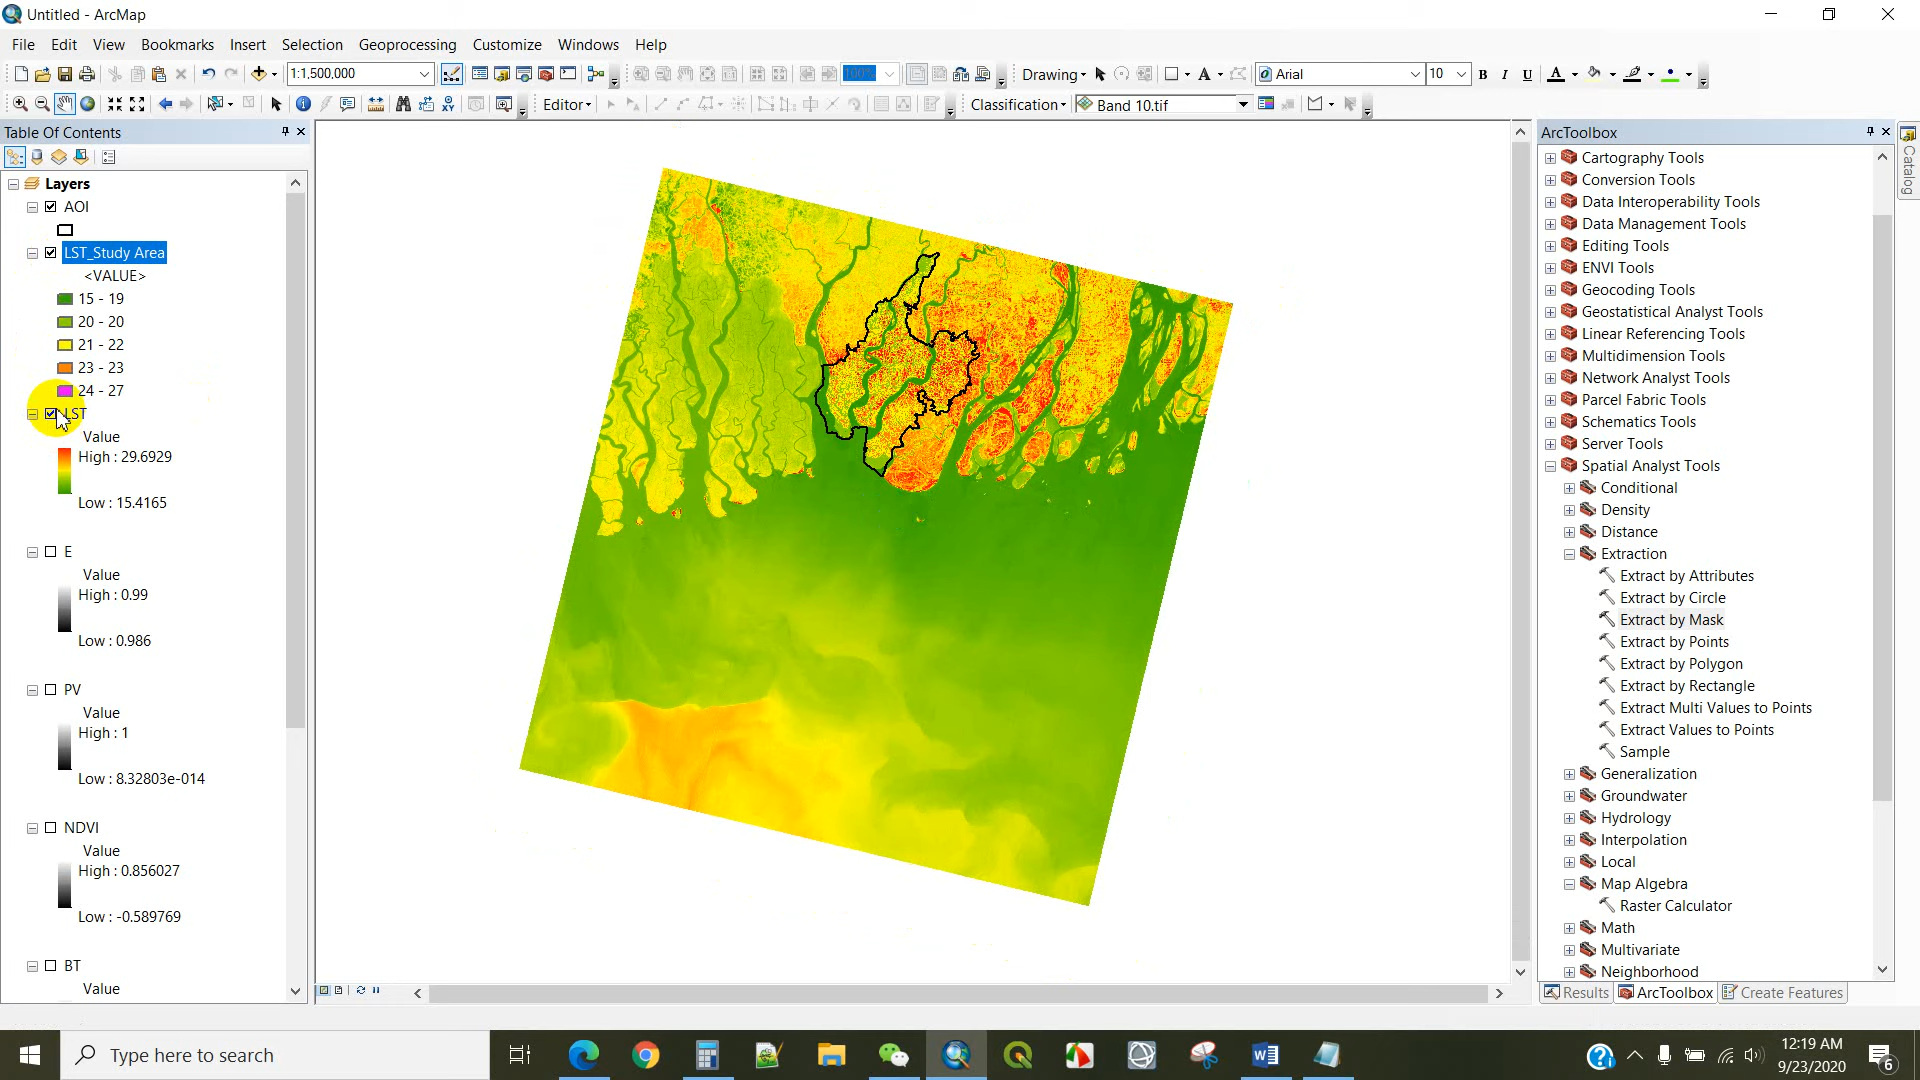 Untitled - ArcMap
File Edit View Bookmarks Insert Selection Geoprocessing Customize Windows Help
1:1,500,000 100% Drawing Arial 10 B I U A
Editor Classification Band 10.tif
Table Of Contents
Layers
AOI
LST_Study Area
<VALUE>
15 - 19
20 - 20
21 - 22
23 - 23
24 - 27
LST
Value
High : 29.6929
Low : 15.4165
E
Value
High : 0.99
Low : 0.986
PV
Value
High : 1
Low : 8.32803e-014
NDVI
Value
High : 0.856027
Low : -0.589769
BT
Value
ArcToolbox
Cartography Tools
Conversion Tools
Data Interoperability Tools
Data Management Tools
Editing Tools
ENVI Tools
Geocoding Tools
Geostatistical Analyst Tools
Linear Referencing Tools
Multidimension Tools
Network Analyst Tools
Parcel Fabric Tools
Schematics Tools
Server Tools
Spatial Analyst Tools
Conditional
Density
Distance
Extraction
Extract by Attributes
Extract by Circle
Extract by Mask
Extract by Points
Extract by Polygon
Extract by Rectangle
Extract Multi Values to Points
Extract Values to Points
Sample
Generalization
Groundwater
Hydrology
Interpolation
Local
Map Algebra
Raster Calculator
Math
Multivariate
Neighborhood
Results ArcToolbox Create Features
Catalog
Type here to search
12:19 AM
9/23/2020
6